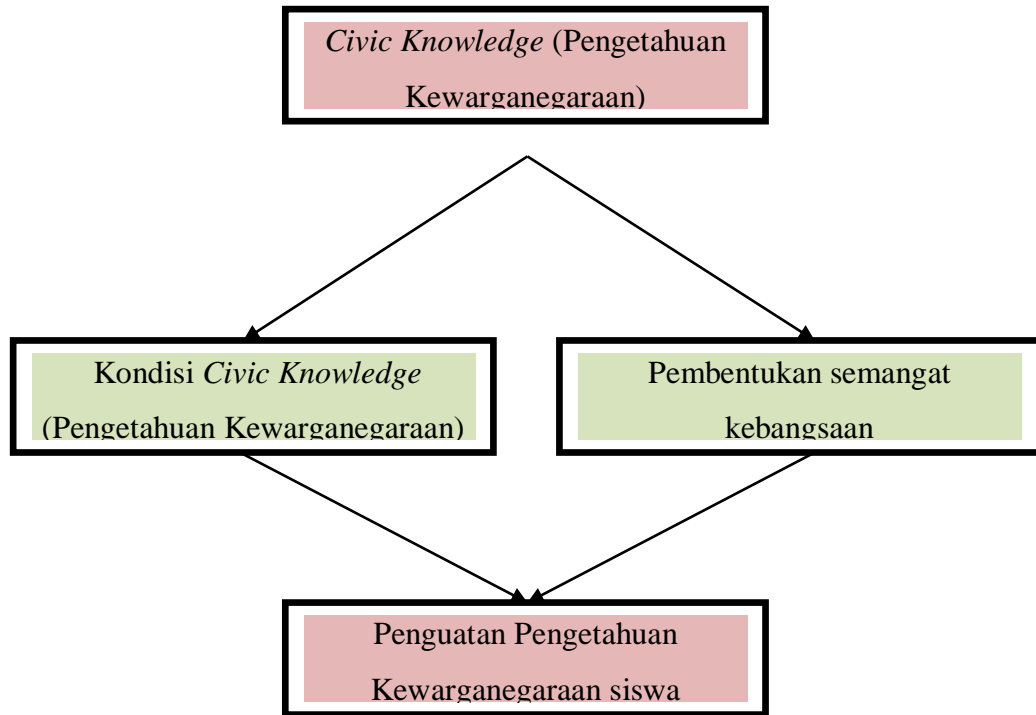 Civic Knowledge (Pengetahuan
Kewarganegaraan)
Kondisi Civic Knowledge
(Pengetahuan Kewarganegaraan)
Pembentukan semangat
kebangsaan
Penguatan Pengetahuan
Kewarganegaraan siswa